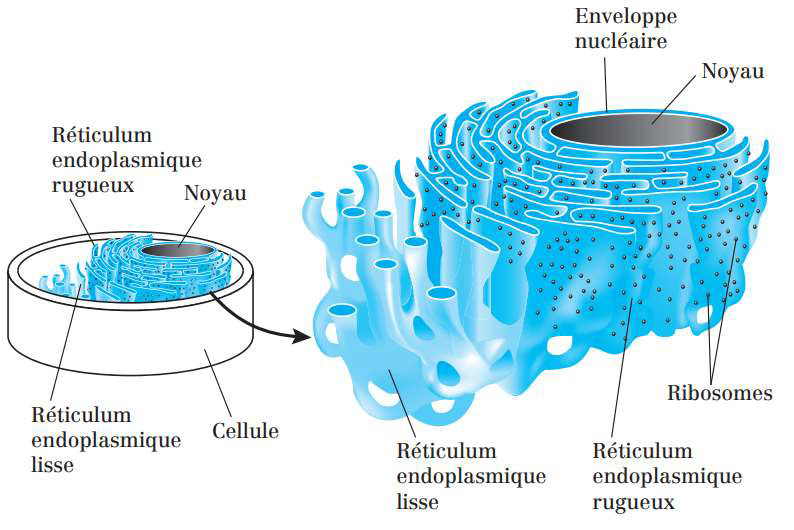 Enveloppe
nucléaire
Noyau
Réticulum
endoplasmique
rugueux
Noyau
Ribosomes
Réticulum
endoplasmique
lisse
Cellule
Réticulum
endoplasmique
lisse
Réticulum
endoplasmique
rugueux